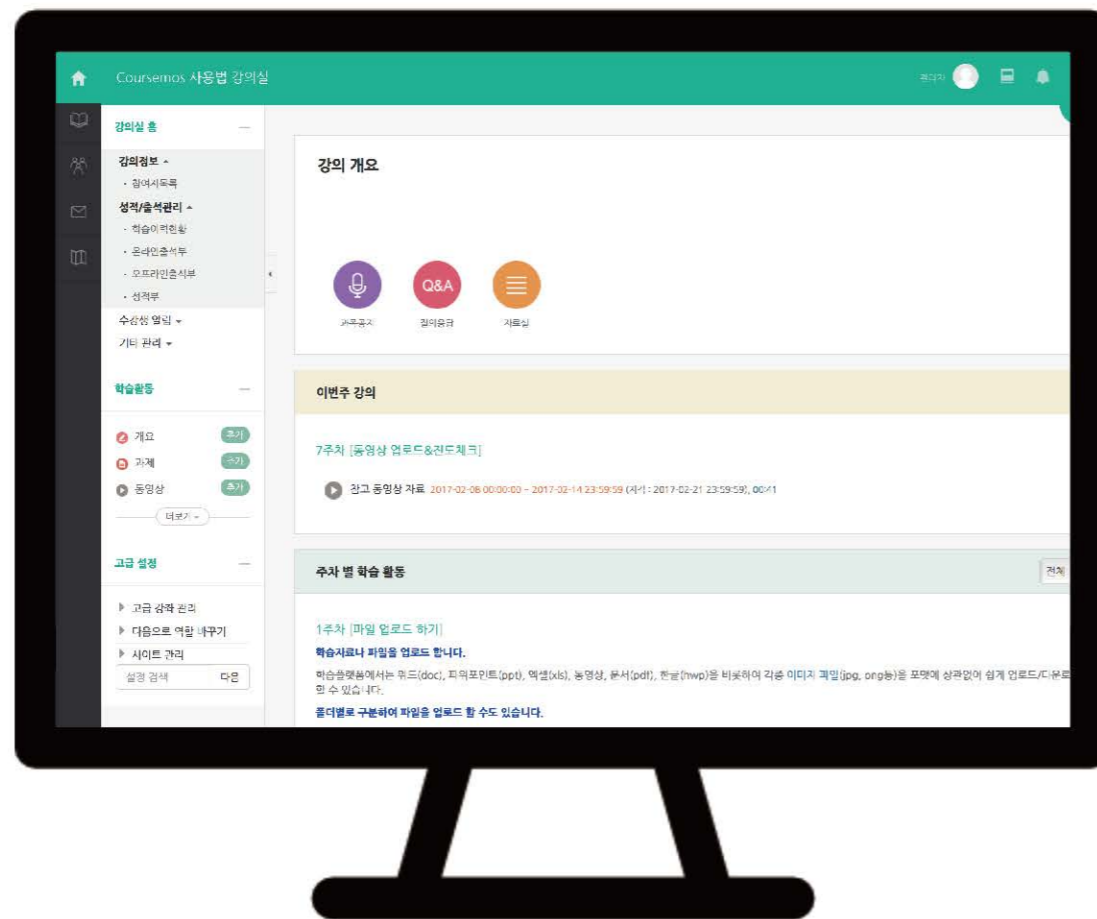 Coursemos 사용법 강의실
관리자
강의실 홈
강의정보
참여자목록
성적/출석관리
학습이력현황
온라인출석부
오프라인출석부
성적부
수강생 알림
기타 관리
학습활동
개요 추가
과제 추가
동영상 추가
더보기
고급 설정
고급 강좌 관리
다음으로 역할 바꾸기
사이트 관리
설정 검색 다음
강의 개요
Q&A
과목공지 질의응답 자료실
이번주 강의
7주차 [동영상 업로드&진도체크]
참고 동영상 자료 2017-02-08 00:00:00 ~ 2017-02-14 23:59:59 (지각 : 2017-02-21 23:59:59), 00:41
주차 별 학습 활동
전체
1주차 [파일 업로드 하기]
학습자료나 파일을 업로드 합니다.
학습플랫폼에서는 워드(doc), 파워포인트(ppt), 엑셀(xls), 동영상, 문서(pdf), 한글(hwp)을 비롯하여 각종 이미지 파일(jpg, png등)을 포맷에 상관없이 쉽게 업로드/다운로
할 수 있습니다.
폴더별로 구분하여 파일을 업로드 할 수도 있습니다.